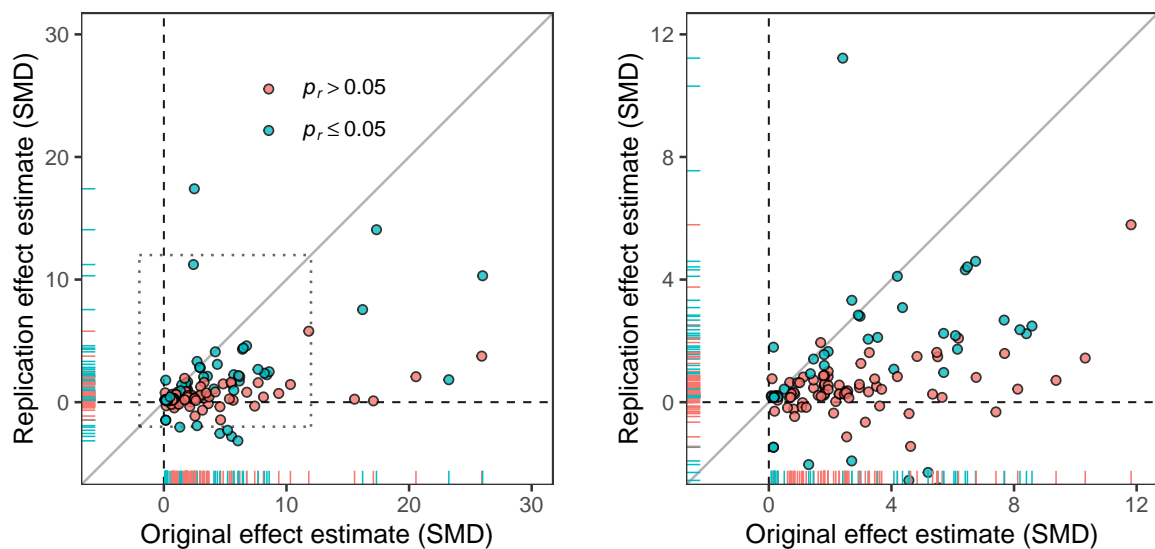 30
20
10
0
Replication effect estimate (SMD)
p_r > 0.05
p_r ≤ 0.05
0
10
20
30
Original effect estimate (SMD)
12
8
4
0
Replication effect estimate (SMD)
0
4
8
12
Original effect estimate (SMD)